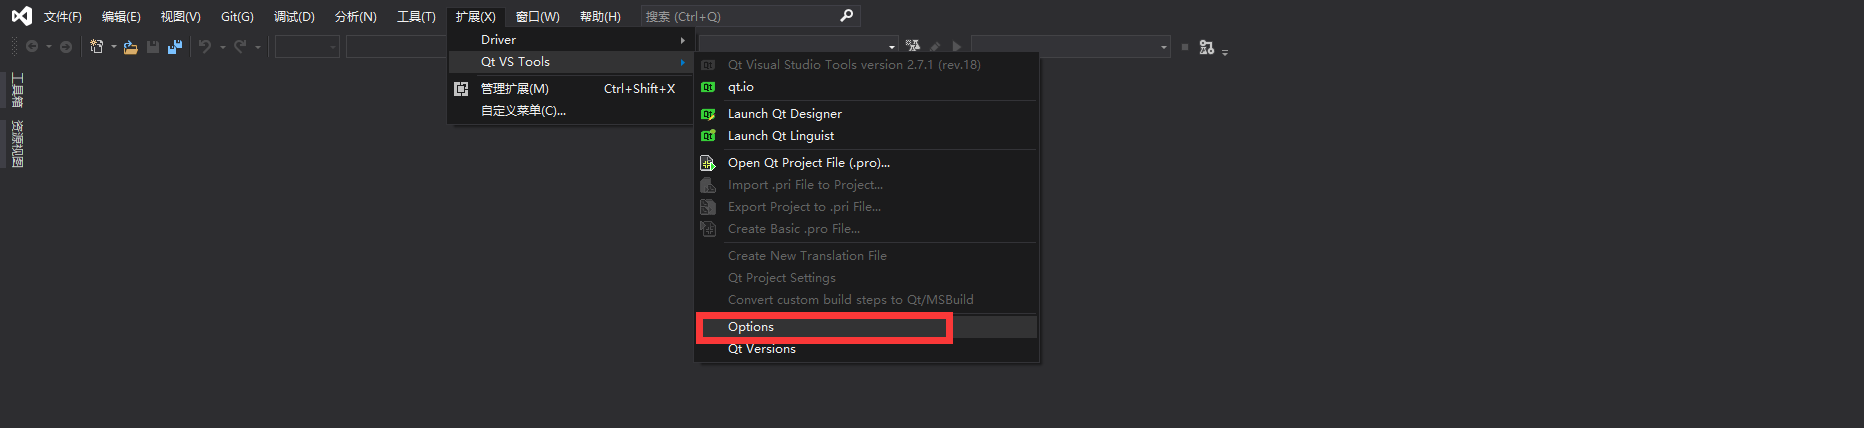 文件(F) 编辑(E) 视图(V) Git(G) 调试(D) 分析(N) 工具(T) 扩展(X) 窗口(W) 帮助(H) 搜索 (Ctrl+Q)
Driver
Qt VS Tools
管理扩展(M) Ctrl+Shift+X
自定义菜单(C)...
工具箱
资源视图
Qt Visual Studio Tools version 2.7.1 (rev.18)
qt.io
Launch Qt Designer
Launch Qt Linguist
Open Qt Project File (.pro)...
Import .pri File to Project...
Export Project to .pri File...
Create Basic .pro File...
Create New Translation File
Qt Project Settings
Convert custom build steps to Qt/MSBuild
Options
Qt Versions